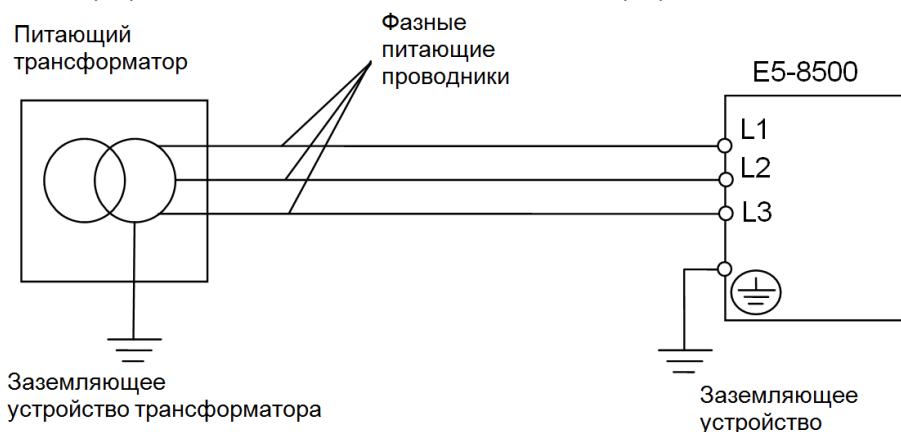 Питающий
трансформатор
Фазные
питающие
проводники
E5-8500
L1
L2
L3
Заземляющее
устройство трансформатора
Заземляющее
устройство